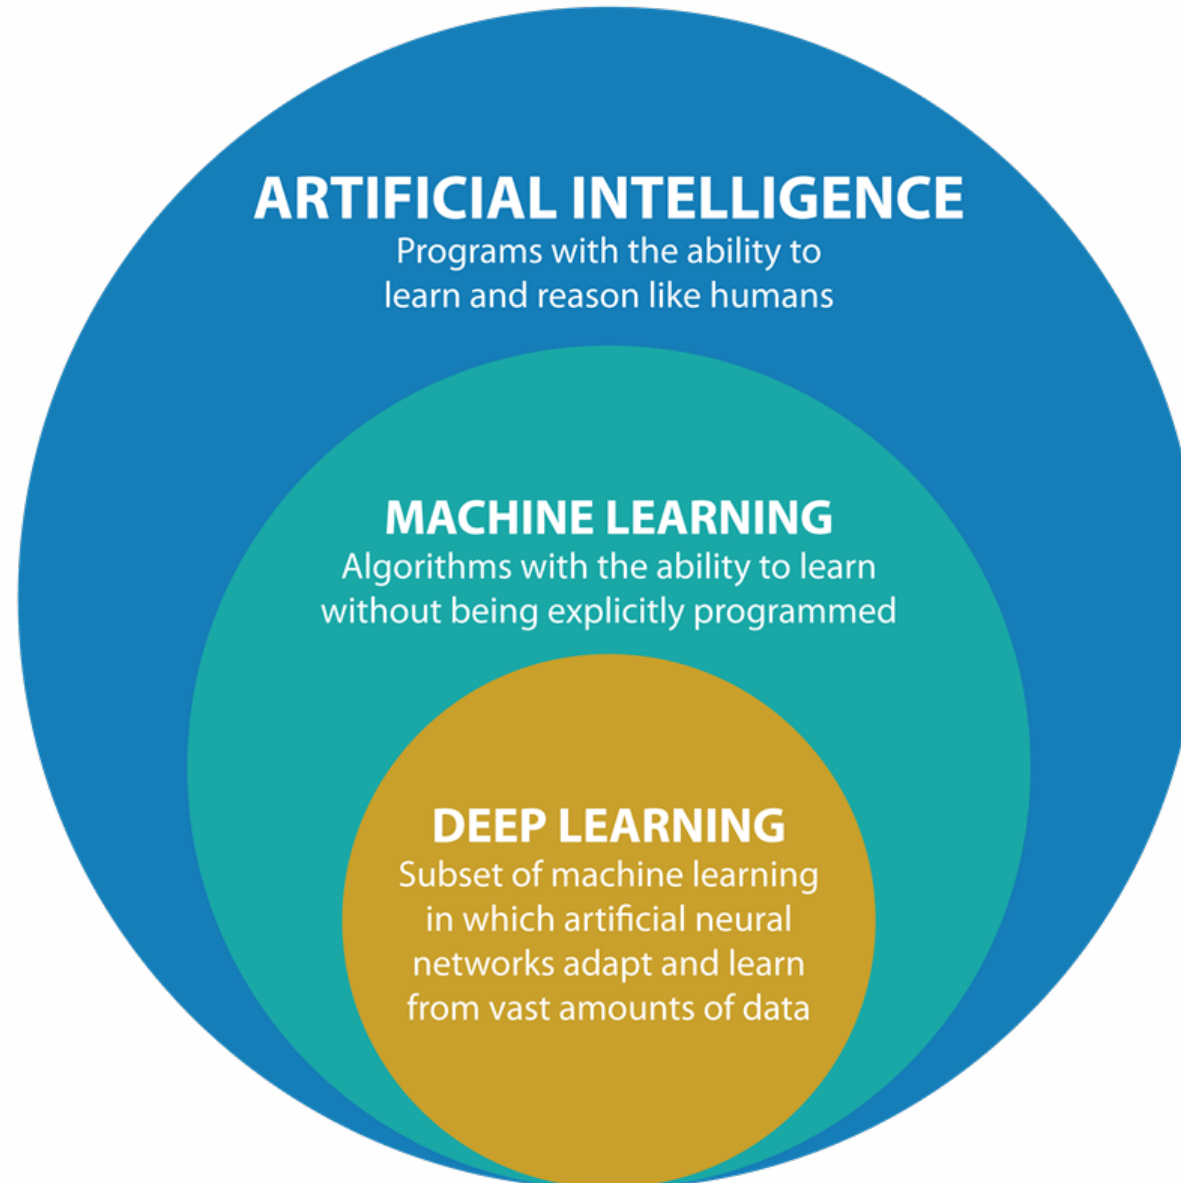 ARTIFICIAL INTELLIGENCE
Programs with the ability to
learn and reason like humans
MACHINE LEARNING
Algorithms with the ability to learn
without being explicitly programmed
DEEP LEARNING
Subset of machine learning
in which artificial neural
networks adapt and learn
from vast amounts of data